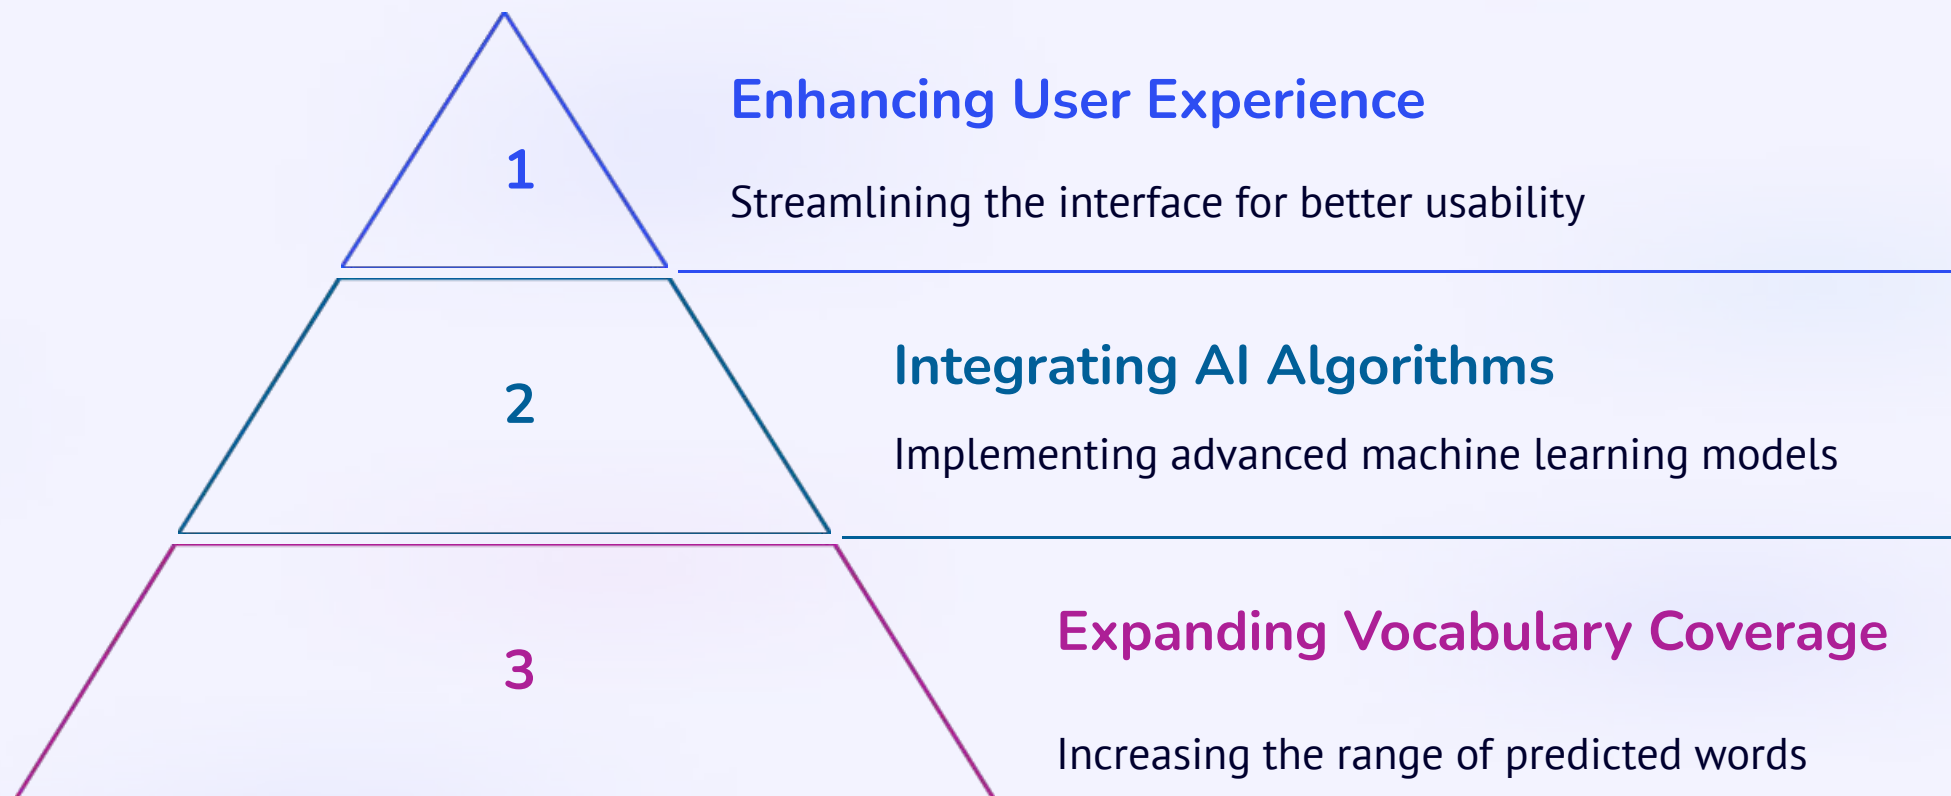 1
Enhancing User Experience
Streamlining the interface for better usability
2
Integrating AI Algorithms
Implementing advanced machine learning models
3
Expanding Vocabulary Coverage
Increasing the range of predicted words